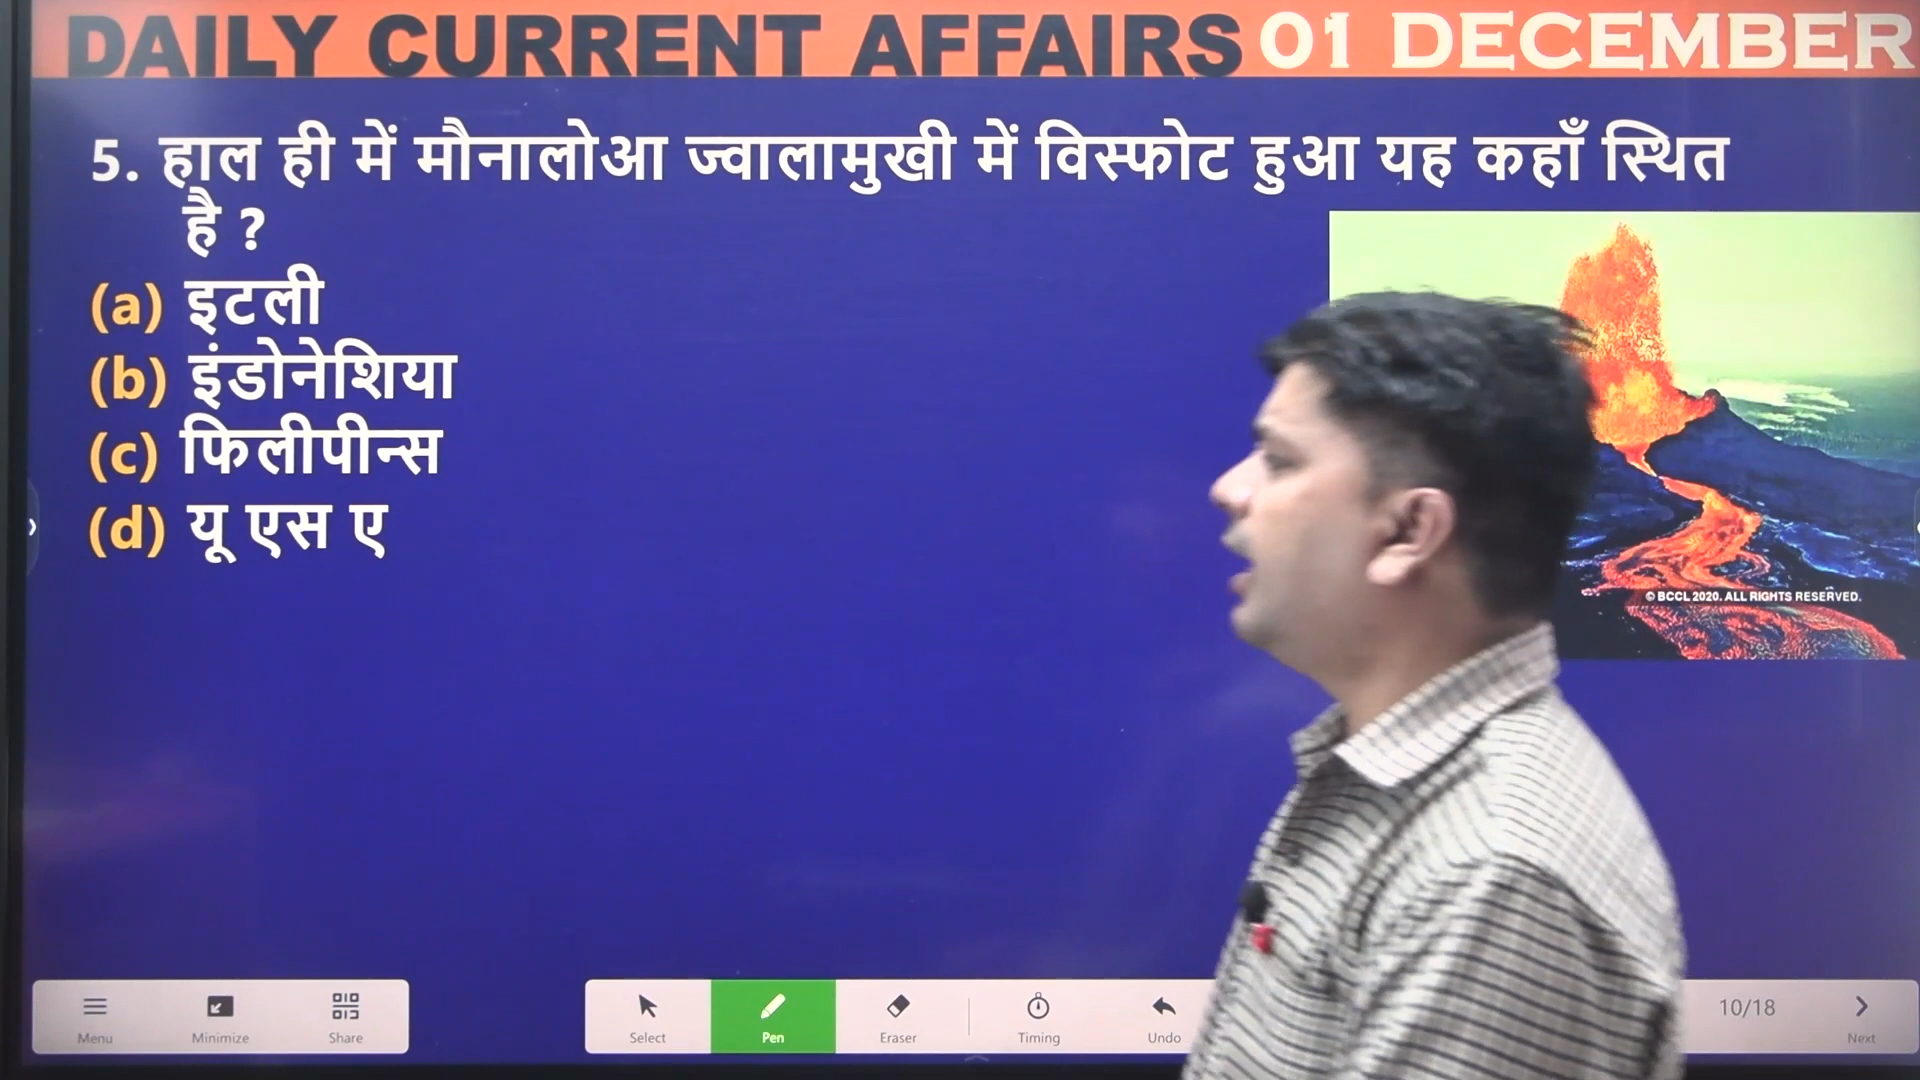 DAILY CURRENT AFFAIRS 01 DECEMBER
5. हाल ही में मौनालोआ ज्वालामुखी में विस्फोट हुआ यह कहाँ स्थित
है ?
(a) इटली
(b) इंडोनेशिया
(c) फिलीपीन्स
(d) यू एस ए
© BCCL 2020. ALL RIGHTS RESERVED.
Menu Minimize Share Select Pen Eraser Timing Undo 10/18 Next